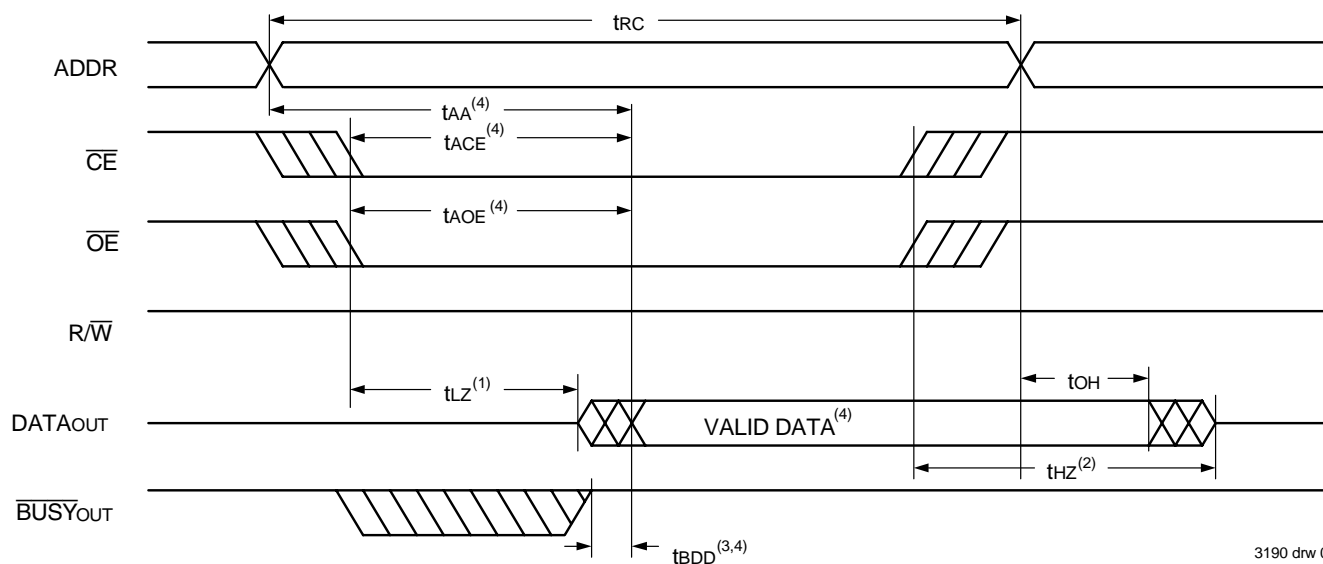 tRC
ADDR
tAA(4)
tACE(4)
CE
tAOE(4)
OE
R/W
tLZ(1)
tOH
DATAOUT
VALID DATA(4)
tHZ(2)
BUSYOUT
tBDD(3,4)
3190 drw 0